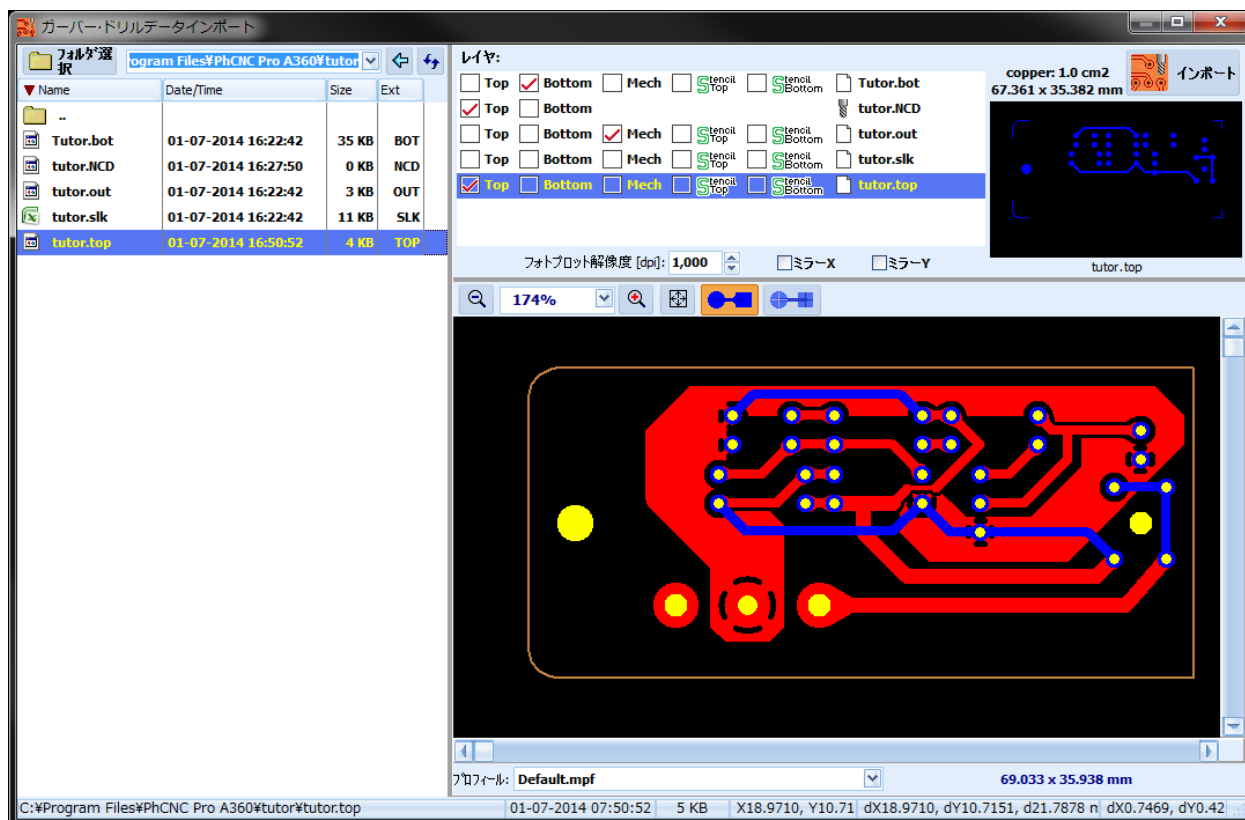 ガーバー・ドリルデータインポート
フォルダ選択
ogram Files¥PhCNC Pro A360¥tutor
Name Date/Time Size Ext
..
Tutor.bot 01-07-2014 16:22:42 35 KB BOT
tutor.NCD 01-07-2014 16:27:50 0 KB NCD
tutor.out 01-07-2014 16:22:42 3 KB OUT
tutor.slk 01-07-2014 16:22:42 11 KB SLK
tutor.top 01-07-2014 16:50:52 4 KB TOP
レイヤ:
Top Bottom Mech Stencil Top Stencil Bottom Tutor.bot
Top Bottom tutor.NCD
Top Bottom Mech Stencil Top Stencil Bottom tutor.out
Top Bottom Mech Stencil Top Stencil Bottom tutor.slk
Top Bottom Mech Stencil Top Stencil Bottom tutor.top
フォトプロット解像度 [dpi]: 1,000 ミラーX ミラーY
copper: 1.0 cm2
67.361 x 35.382 mm
インポート
tutor.top
174%
プロフィール: Default.mpf 69.033 x 35.938 mm
C:¥Program Files¥PhCNC Pro A360¥tutor¥tutor.top 01-07-2014 07:50:52 5 KB X18.9710, Y10.71 dX18.9710, dY10.7151, d21.7878 dX0.7469, dY0.42